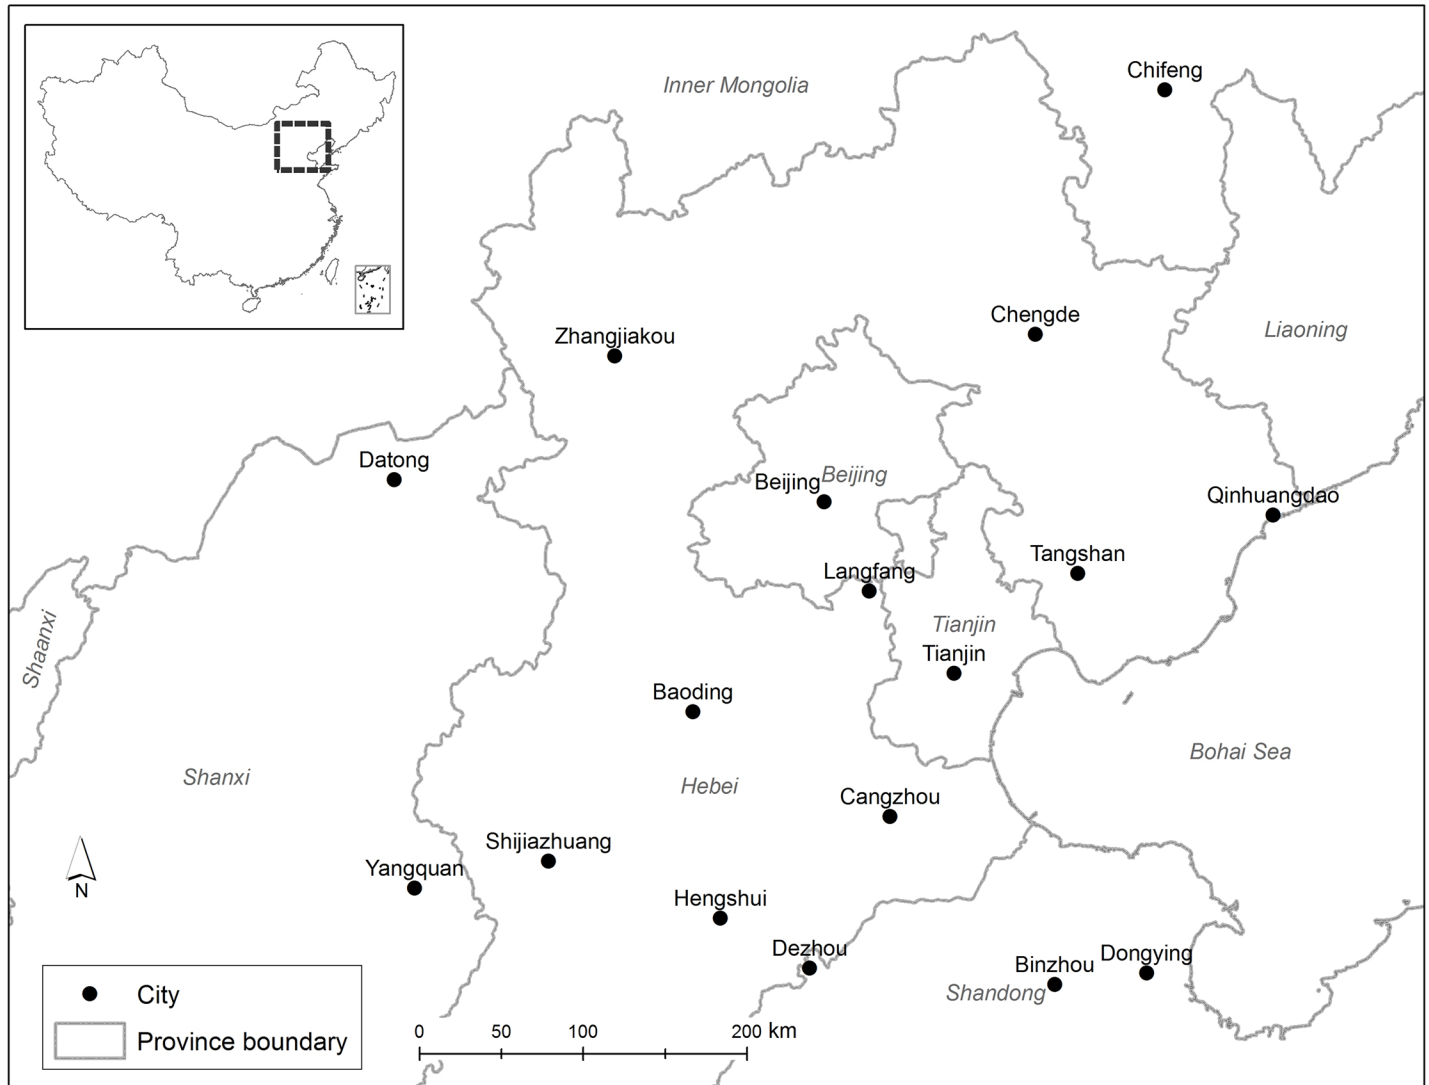 Chifeng
Inner Mongolia
Chengde
Liaoning
Zhangjiakou
Datong
Beijing
Beijing
Qinhuangdao
Tangshan
Langfang
Tianjin
Tianjin
Shaanxi
Baoding
Bohai Sea
Shanxi
Hebei
Cangzhou
Shijiazhuang
Yangquan
N
Hengshui
Dezhou
Dongying
Binzhou
Shandong
City
Province boundary
0 50 100 200 km